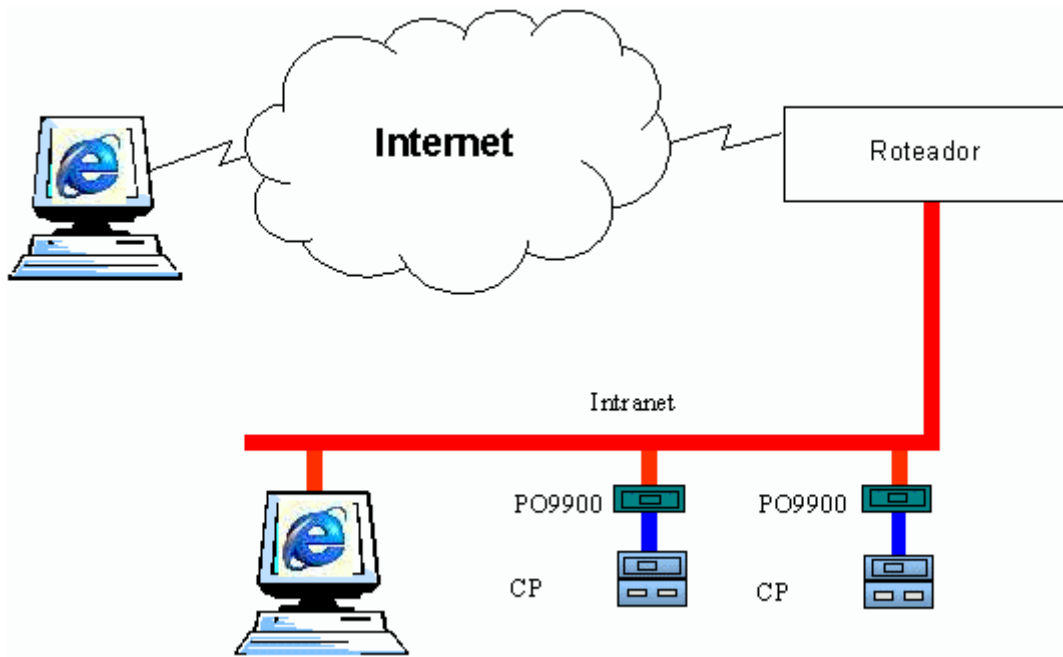 Internet
Roteador
Intranet
PO9900
PO9900
CP
CP